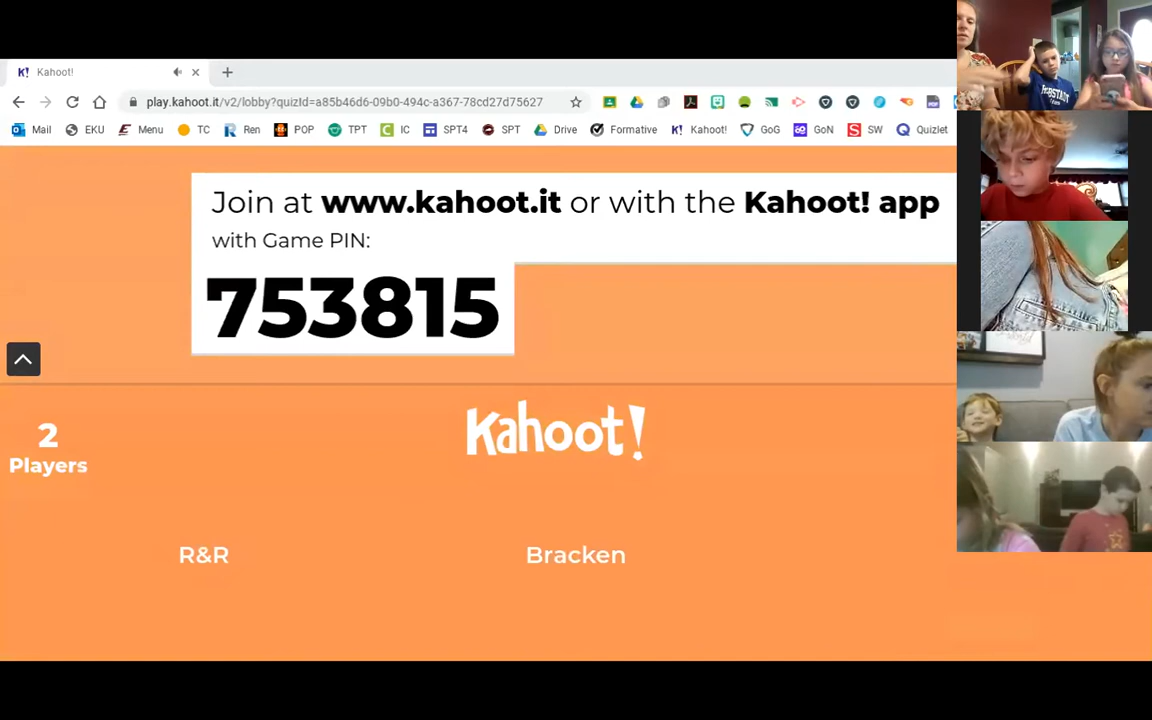 K! Kahoot!
play.kahoot.it/v2/lobby?quizId=a85b46d6-09b0-494c-a367-78cd27d75627
Mail EKU Menu TC Ren POP TPT IC SPT4 SPT Drive Formative K! Kahoot! GoG GoN SW Quizlet
Join at www.kahoot.it or with the Kahoot! app
with Game PIN:
753815
Kahoot!
2
Players
R&R Bracken